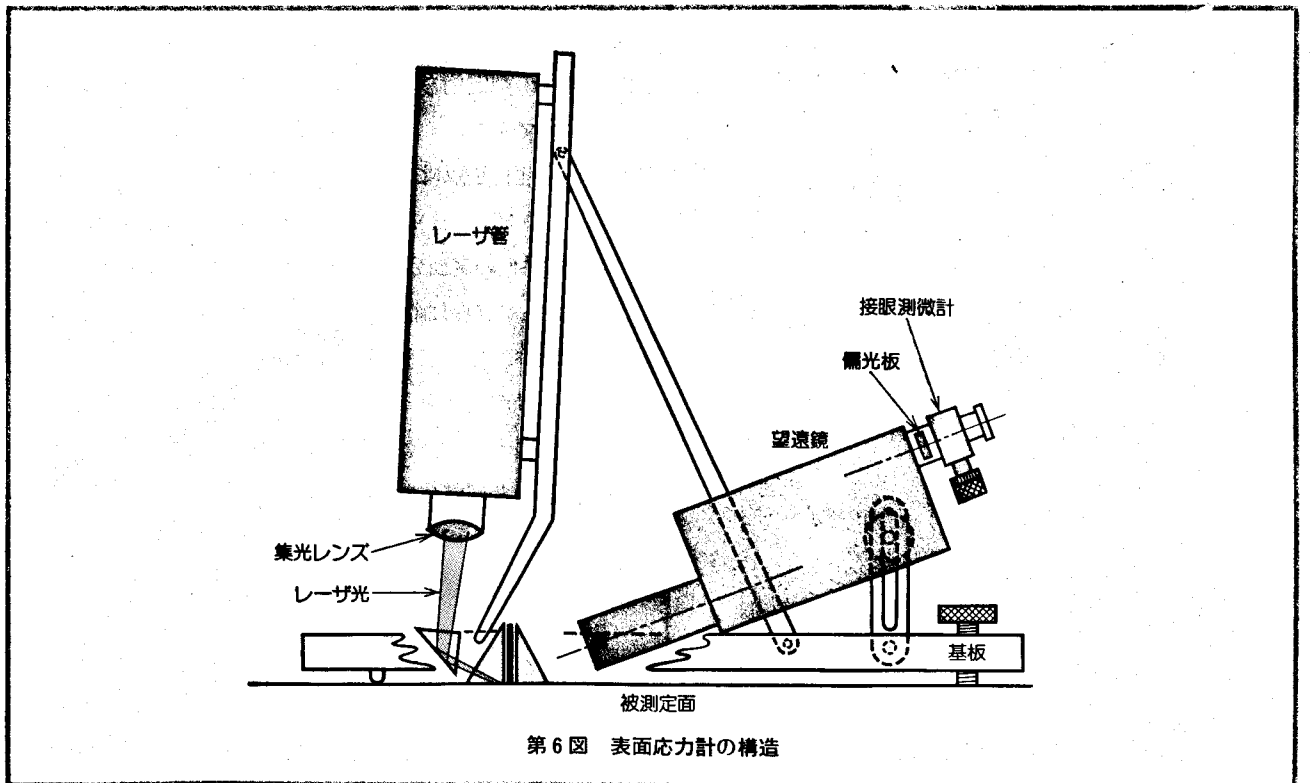 レーザ管
接眼測微計
偏光板
望遠鏡
集光レンズ
レーザ光
基板
被測定面
第6図 表面応力計の構造